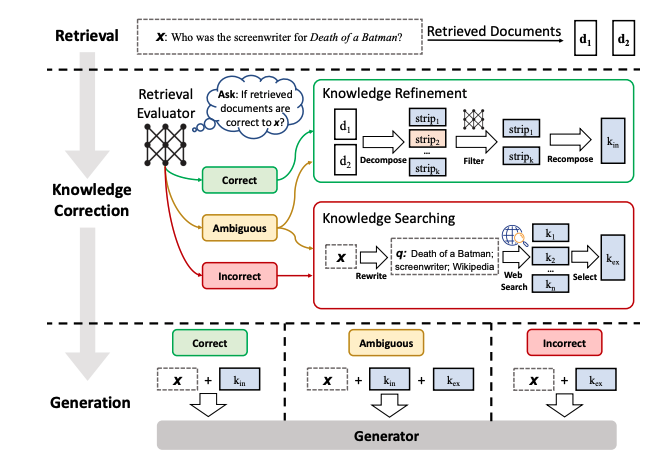 Retrieval
x: Who was the screenwriter for Death of a Batman?
Retrieved Documents
d1
d2
Retrieval
Evaluator
Ask: If retrieved
documents are
correct to x?
Knowledge
Correction
Correct
Ambiguous
Incorrect
Knowledge Refinement
d1
d2
Decompose
strip1
strip2
...
stripk
Filter
strip1
stripk
Recompose
kin
Knowledge Searching
x
Rewrite
q: Death of a Batman;
screenwriter; Wikipedia
Web
Search
k1
k2
...
kn
Select
kex
Generation
Correct
x + kin
Ambiguous
x + kin + kex
Incorrect
x + kex
Generator